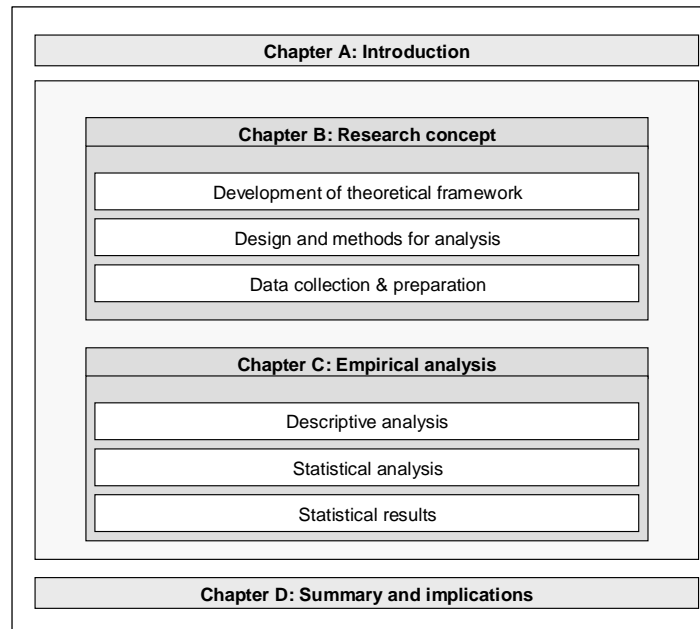 Chapter A: Introduction
Chapter B: Research concept
Development of theoretical framework
Design and methods for analysis
Data collection & preparation
Chapter C: Empirical analysis
Descriptive analysis
Statistical analysis
Statistical results
Chapter D: Summary and implications